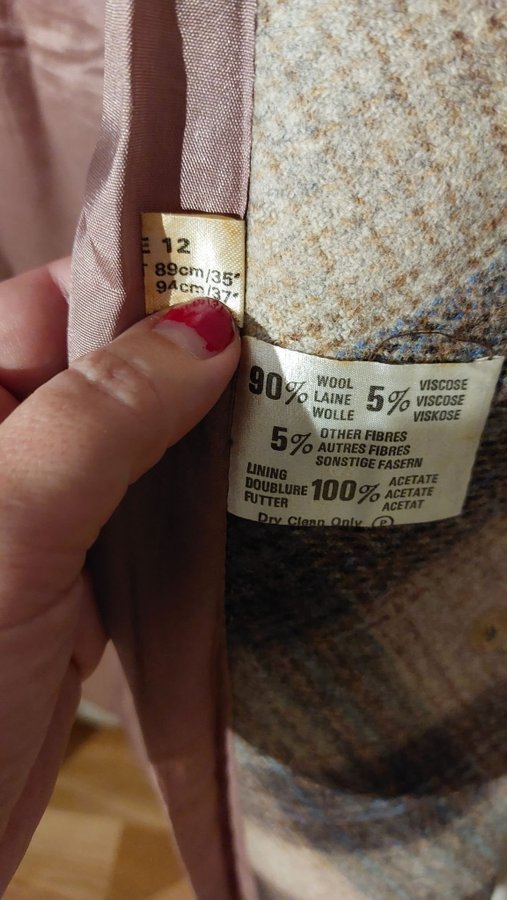 E 12
T 89cm/35"
94cm/37"
90% WOOL LAINE WOLLE 5% VISCOSE VISCOSE VISKOSE
5% OTHER FIBRES AUTRES FIBRES SONSTIGE FASERN
LINING DOUBLURE FUTTER 100% ACETATE ACETATE ACETAT
Dry Clean Only P